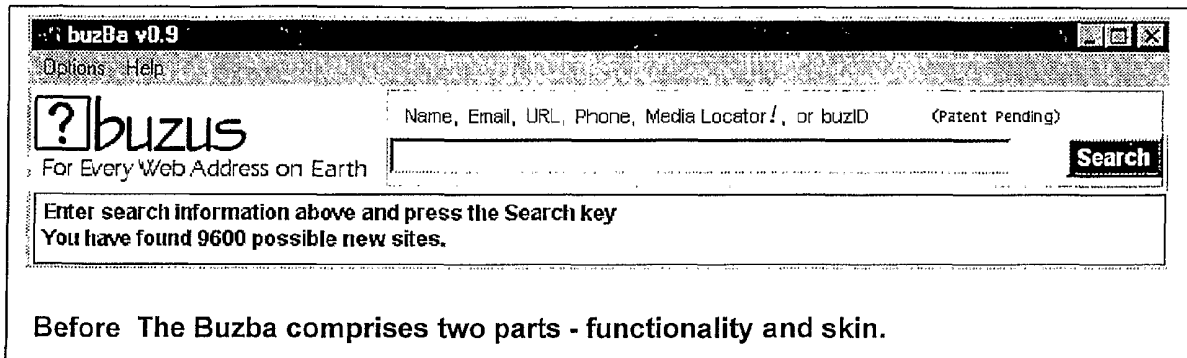 buzBa v0.9
Options Help
?buzus
For Every Web Address on Earth
Name, Email, URL, Phone, Media Locator!, or buzID (Patent Pending)
Search
Enter search information above and press the Search key
You have found 9600 possible new sites.
Before The Buzba comprises two parts - functionality and skin.